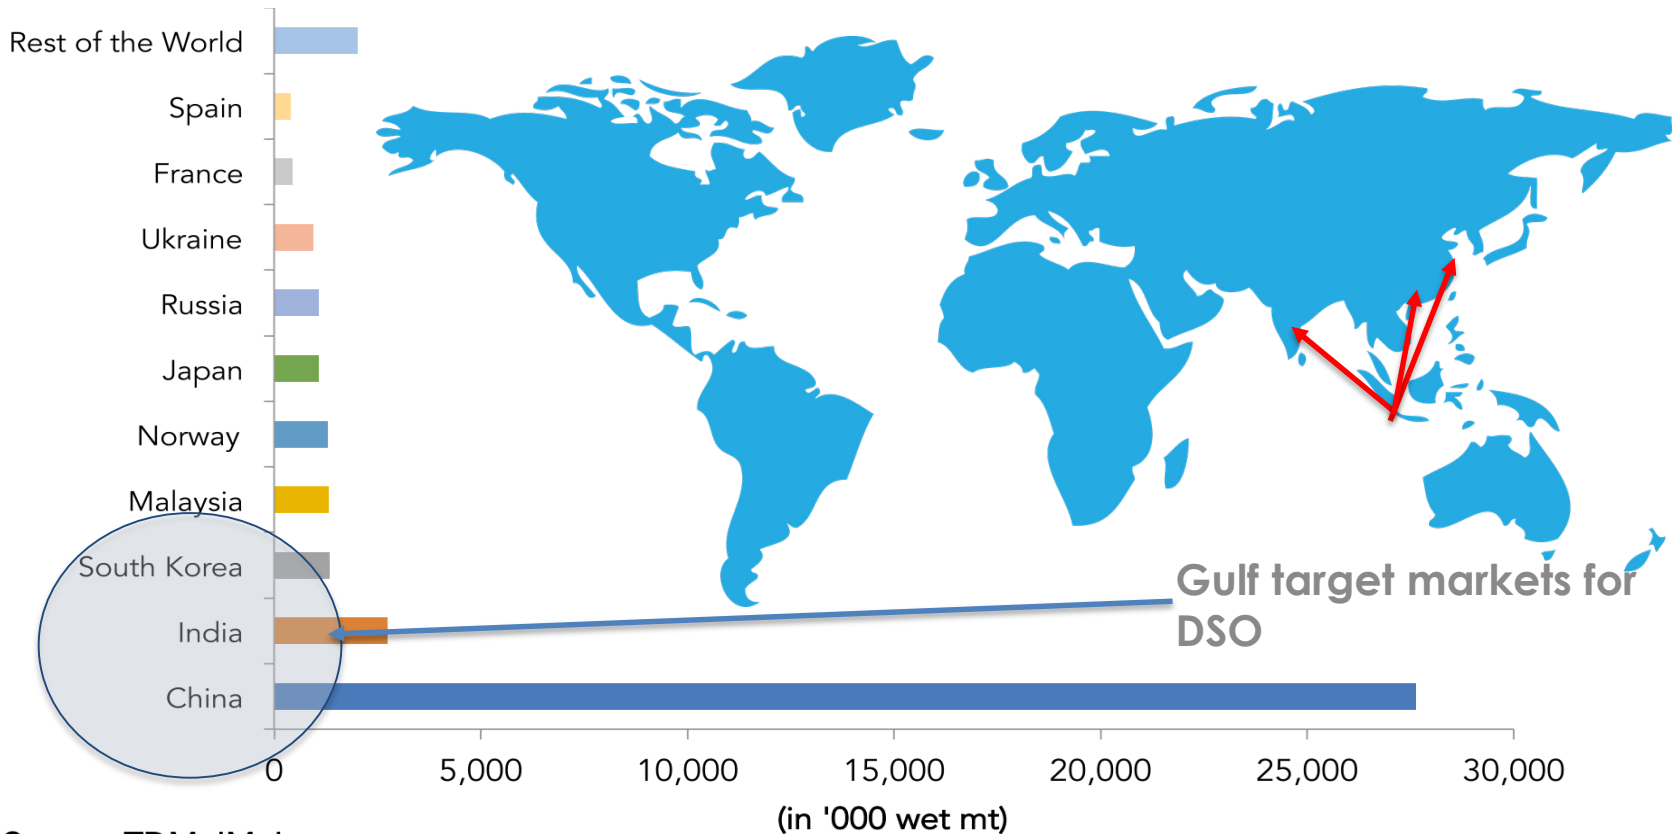 Rest of the World
Spain
France
Ukraine
Russia
Japan
Norway
Malaysia
South Korea
India
China
Gulf target markets for
DSO
0 5,000 10,000 15,000 20,000 25,000 30,000
(in '000 wet mt)